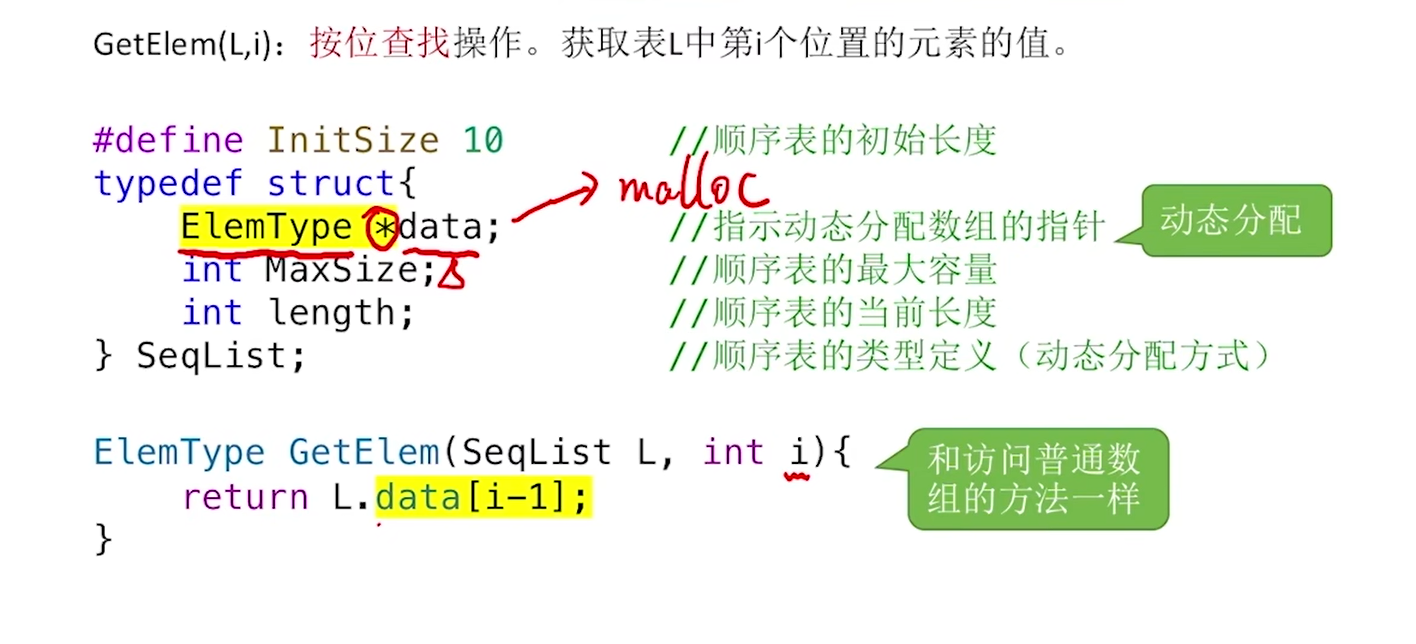 GetElem(L,i)：按位查找操作。获取表L中第i个位置的元素的值。
#define InitSize 10 //顺序表的初始长度
typedef struct{ malloc
ElemType *data; //指示动态分配数组的指针 动态分配
int MaxSize; //顺序表的最大容量
int length; //顺序表的当前长度
} SeqList; //顺序表的类型定义（动态分配方式）
ElemType GetElem(SeqList L, int i){ 和访问普通数
return L.data[i-1]; 组的方法一样
}